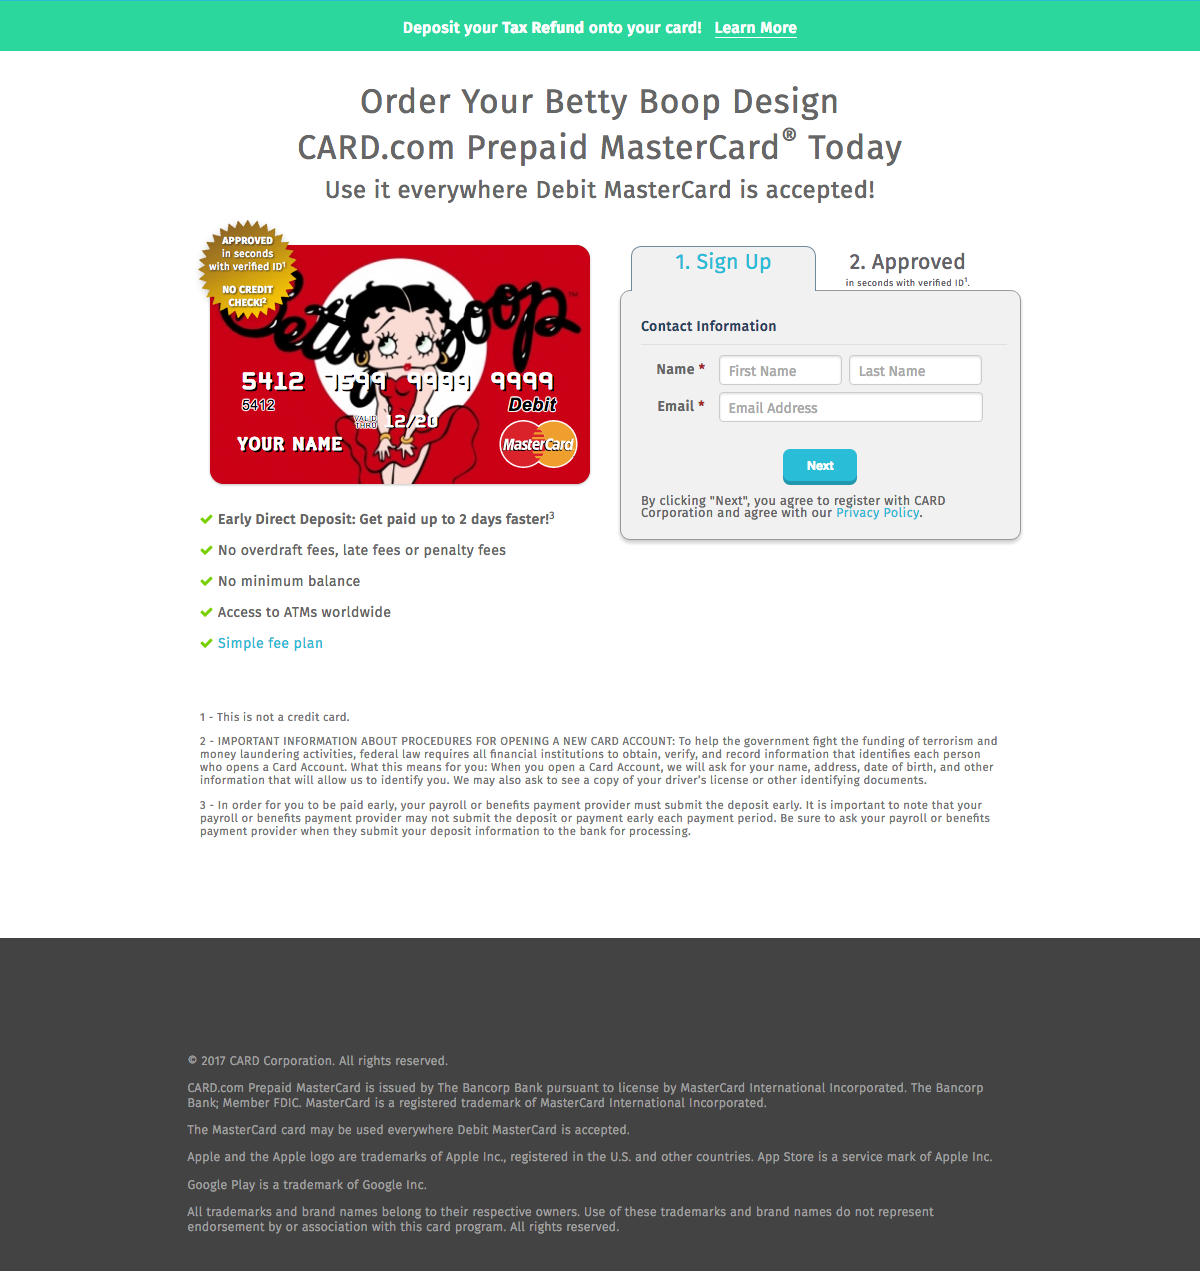 Deposit your Tax Refund onto your card! Learn More
Order Your Betty Boop Design
CARD.com Prepaid MasterCard® Today
Use it everywhere Debit MasterCard is accepted!
APPROVED
in seconds
with verified ID¹
NO CREDIT
CHECK!²
Betty Boop™
5412 7599 9999 9999
5412
Debit
VALID
THRU 12/20
YOUR NAME
MasterCard
1. Sign Up
2. Approved
in seconds with verified ID¹.
Contact Information
Name * First Name Last Name
Email * Email Address
Next
By clicking "Next", you agree to register with CARD
Corporation and agree with our Privacy Policy.
Early Direct Deposit: Get paid up to 2 days faster!³
No overdraft fees, late fees or penalty fees
No minimum balance
Access to ATMs worldwide
Simple fee plan
1 - This is not a credit card.
2 - IMPORTANT INFORMATION ABOUT PROCEDURES FOR OPENING A NEW CARD ACCOUNT: To help the government fight the funding of terrorism and
money laundering activities, federal law requires all financial institutions to obtain, verify, and record information that identifies each person
who opens a Card Account. What this means for you: When you open a Card Account, we will ask for your name, address, date of birth, and other
information that will allow us to identify you. We may also ask to see a copy of your driver's license or other identifying documents.
3 - In order for you to be paid early, your payroll or benefits payment provider must submit the deposit early. It is important to note that your
payroll or benefits payment provider may not submit the deposit or payment early each payment period. Be sure to ask your payroll or benefits
payment provider when they submit your deposit information to the bank for processing.
© 2017 CARD Corporation. All rights reserved.
CARD.com Prepaid MasterCard is issued by The Bancorp Bank pursuant to license by MasterCard International Incorporated. The Bancorp
Bank; Member FDIC. MasterCard is a registered trademark of MasterCard International Incorporated.
The MasterCard card may be used everywhere Debit MasterCard is accepted.
Apple and the Apple logo are trademarks of Apple Inc., registered in the U.S. and other countries. App Store is a service mark of Apple Inc.
Google Play is a trademark of Google Inc.
All trademarks and brand names belong to their respective owners. Use of these trademarks and brand names do not represent
endorsement by or association with this card program. All rights reserved.